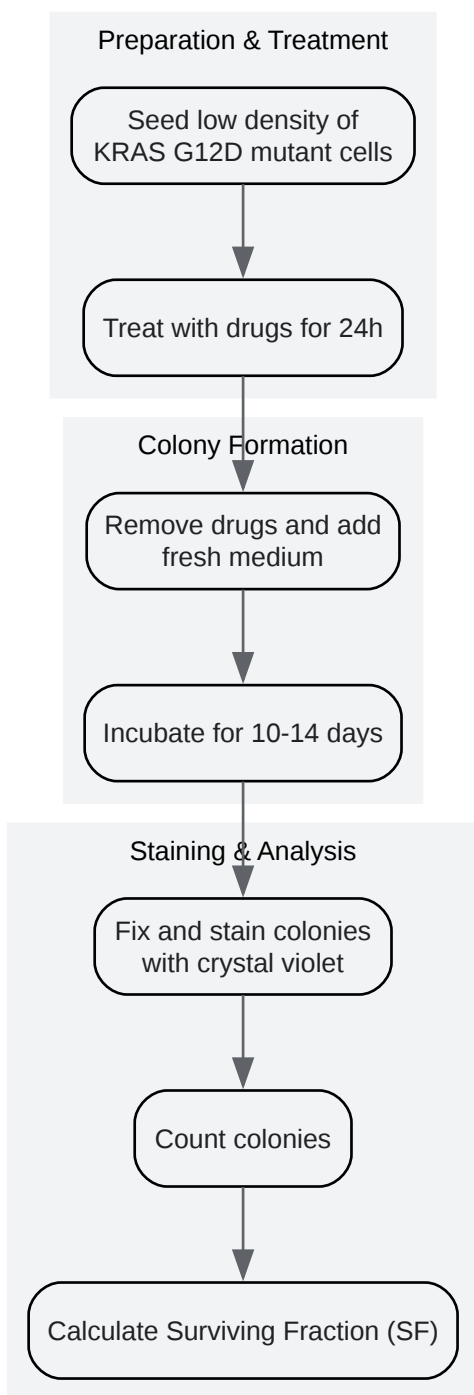 Preparation & Treatment
Seed low density of
KRAS G12D mutant cells
Treat with drugs for 24h
Colony Formation
Remove drugs and add
fresh medium
Incubate for 10-14 days
Staining & Analysis
Fix and stain colonies
with crystal violet
Count colonies
Calculate Surviving Fraction (SF)